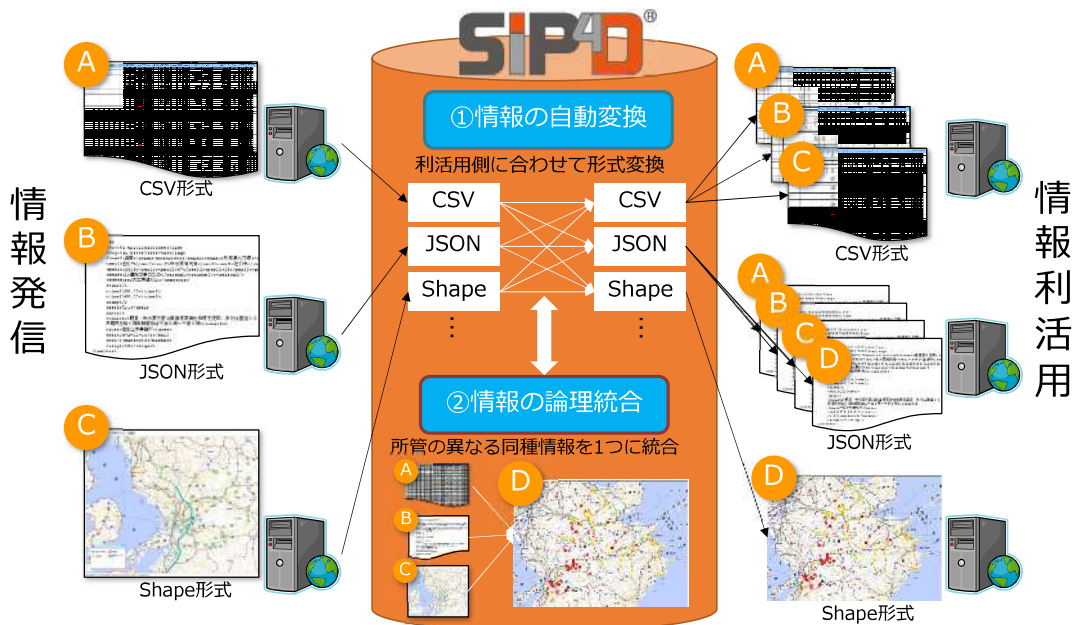 SiP4D®
情報発信
A
CSV形式
B
JSON形式
C
Shape形式
①情報の自動変換
利活用側に合わせて形式変換
CSV
JSON
Shape
⋮
CSV
JSON
Shape
⋮
②情報の論理統合
所管の異なる同種情報を1つに統合
A
B
C
D
情報利活用
A
B
C
CSV形式
A
B
C
D
JSON形式
D
Shape形式